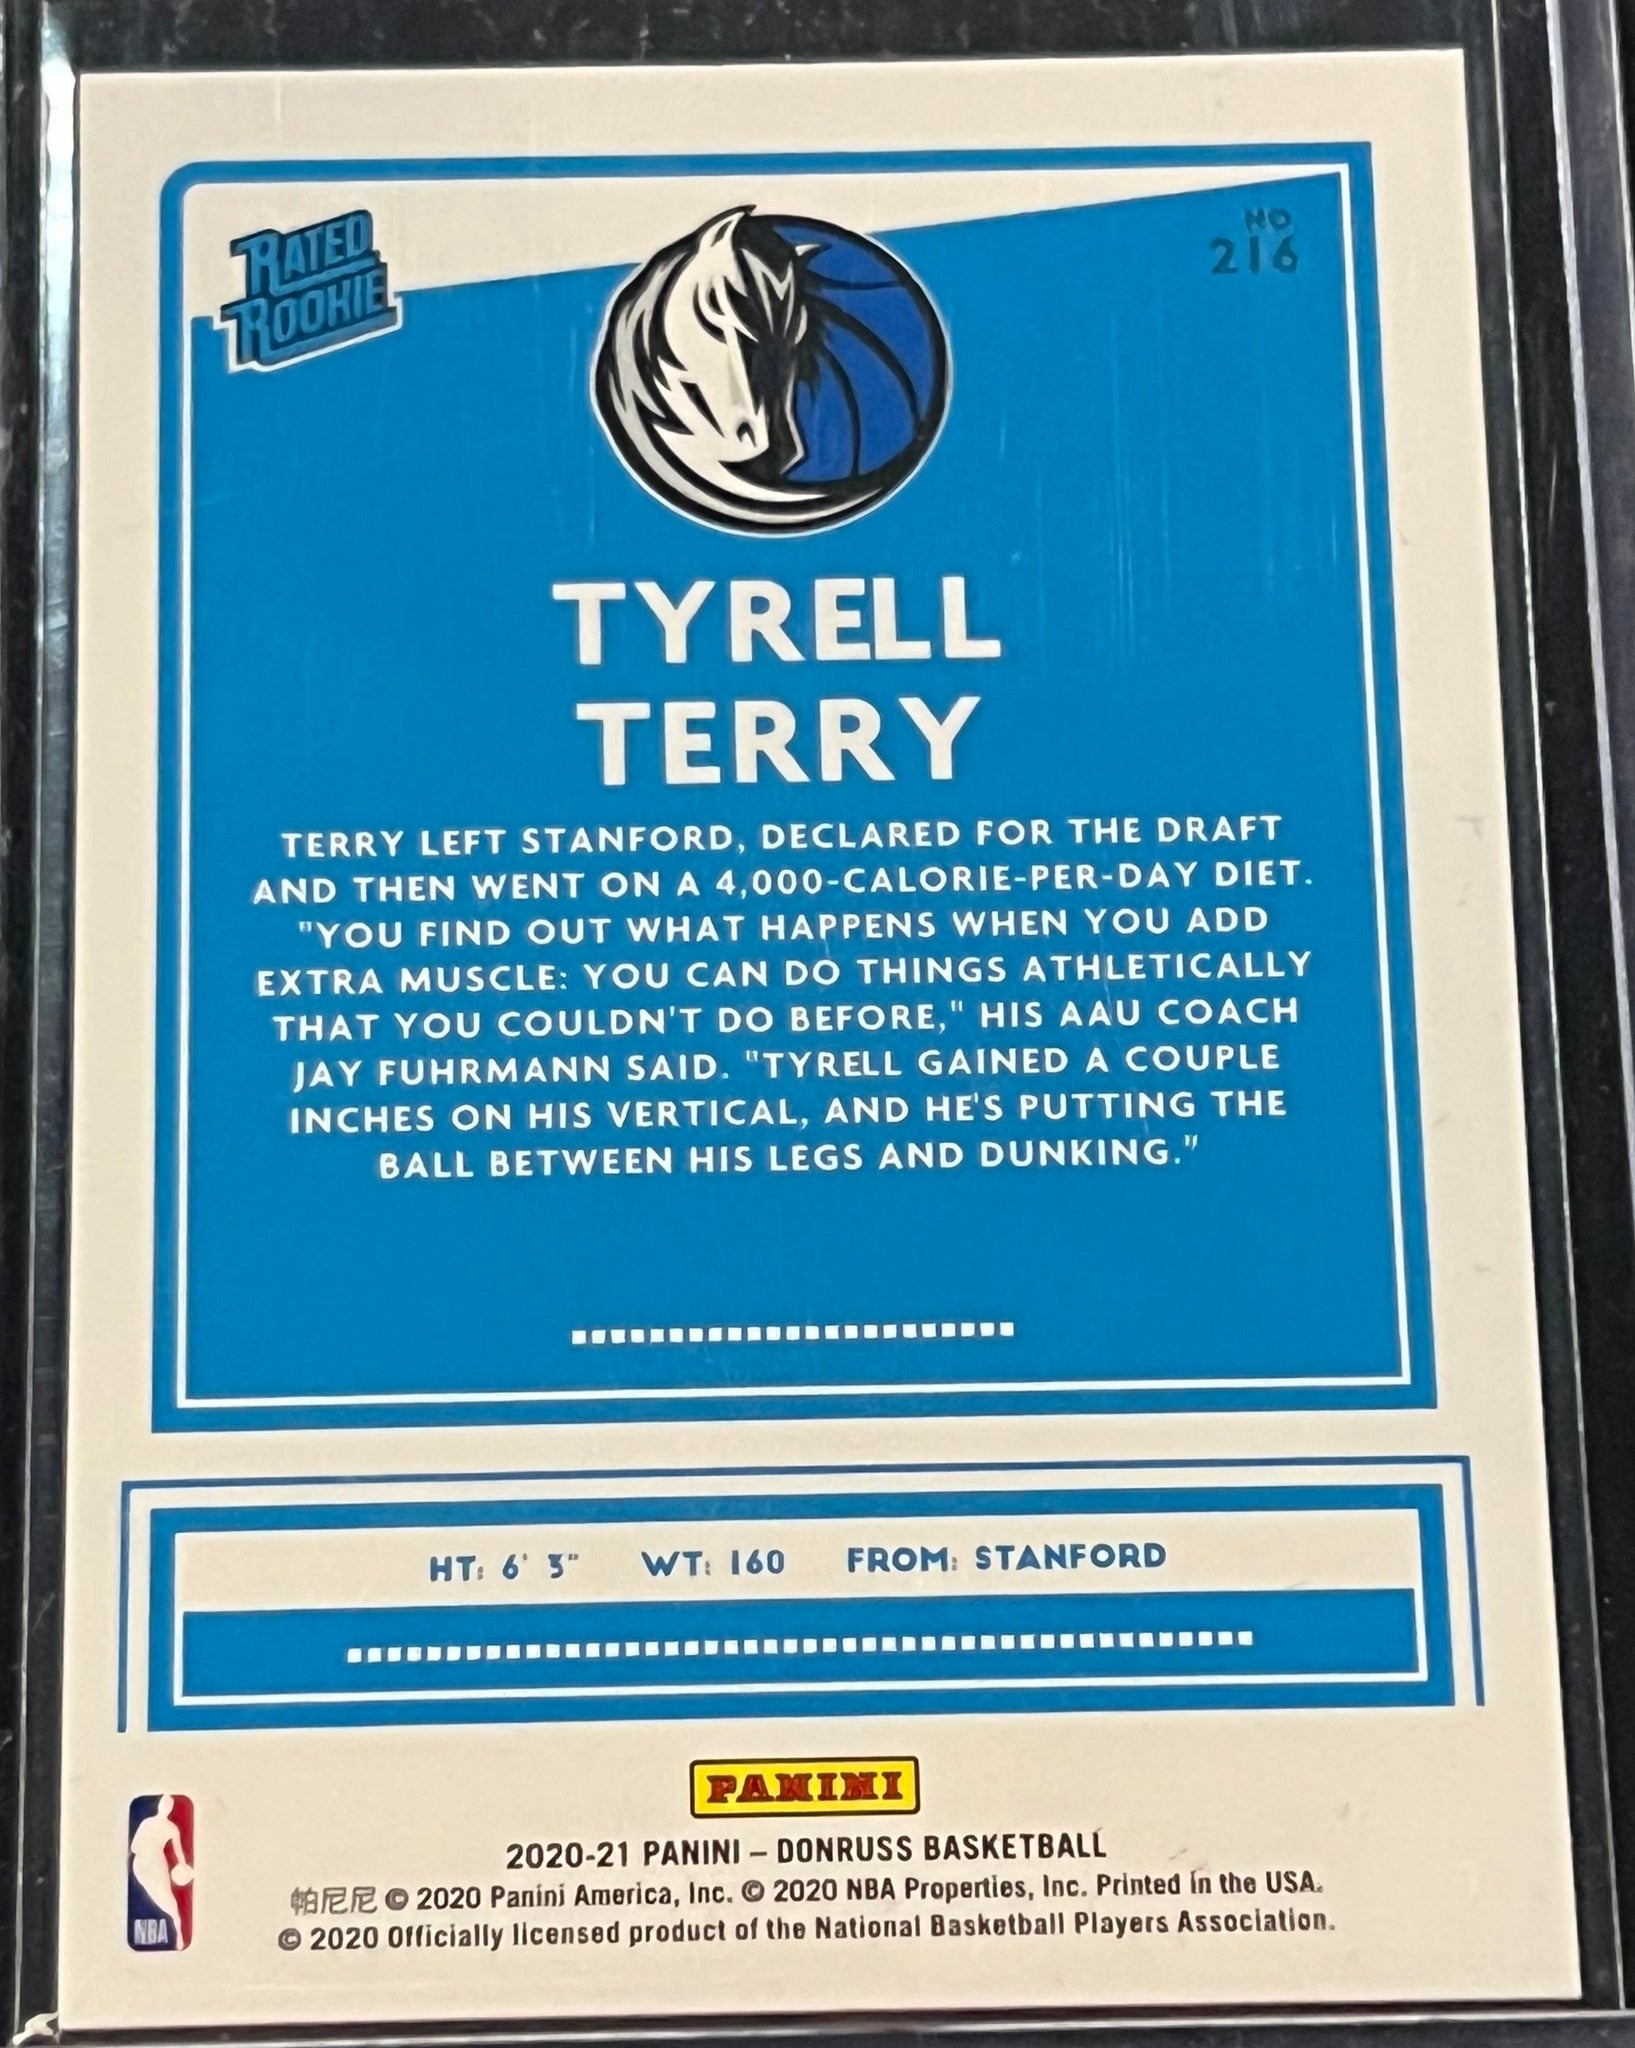 RATED
ROOKIE
NO
216
TYRELL
TERRY
TERRY LEFT STANFORD, DECLARED FOR THE DRAFT
AND THEN WENT ON A 4,000-CALORIE-PER-DAY DIET.
"YOU FIND OUT WHAT HAPPENS WHEN YOU ADD
EXTRA MUSCLE: YOU CAN DO THINGS ATHLETICALLY
THAT YOU COULDN'T DO BEFORE," HIS AAU COACH
JAY FUHRMANN SAID. "TYRELL GAINED A COUPLE
INCHES ON HIS VERTICAL, AND HE'S PUTTING THE
BALL BETWEEN HIS LEGS AND DUNKING."
HT: 6' 3" WT: 160 FROM: STANFORD
PANINI
2020-21 PANINI – DONRUSS BASKETBALL
帕尼尼 © 2020 Panini America, Inc. © 2020 NBA Properties, Inc. Printed in the USA.
© 2020 Officially licensed product of the National Basketball Players Association.
NBA